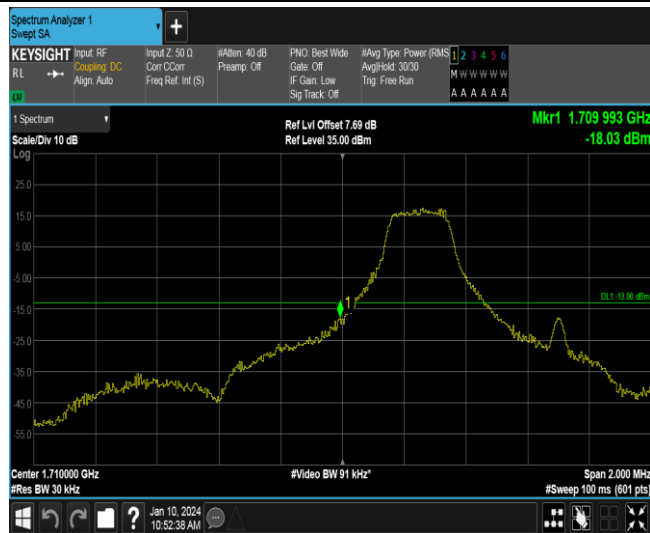 Spectrum Analyzer 1
Swept SA
KEYSIGHT
RL
LXI
Input: RF
Coupling: DC
Align: Auto
Input Z: 50 Ω
Corr CCorr
Freq Ref: Int (S)
#Atten: 40 dB
Preamp: Off
PNO: Best Wide
Gate: Off
IF Gain: Low
Sig Track: Off
#Avg Type: Power (RMS
Avg|Hold: 30/30
Trig: Free Run
1 2 3 4 5 6
M W W W W W
A A A A A A
1 Spectrum
Scale/Div 10 dB
Log
Ref Lvl Offset 7.69 dB
Ref Level 35.00 dBm
Mkr1 1.709 993 GHz
-18.03 dBm
25.0
15.0
5.00
-5.00
-15.0
-25.0
-35.0
-45.0
-55.0
1
DL1 -13.00 dBm
Center 1.710000 GHz
#Res BW 30 kHz
#Video BW 91 kHz*
Span 2.000 MHz
#Sweep 100 ms (601 pts)
?
Jan 10, 2024
10:52:38 AM